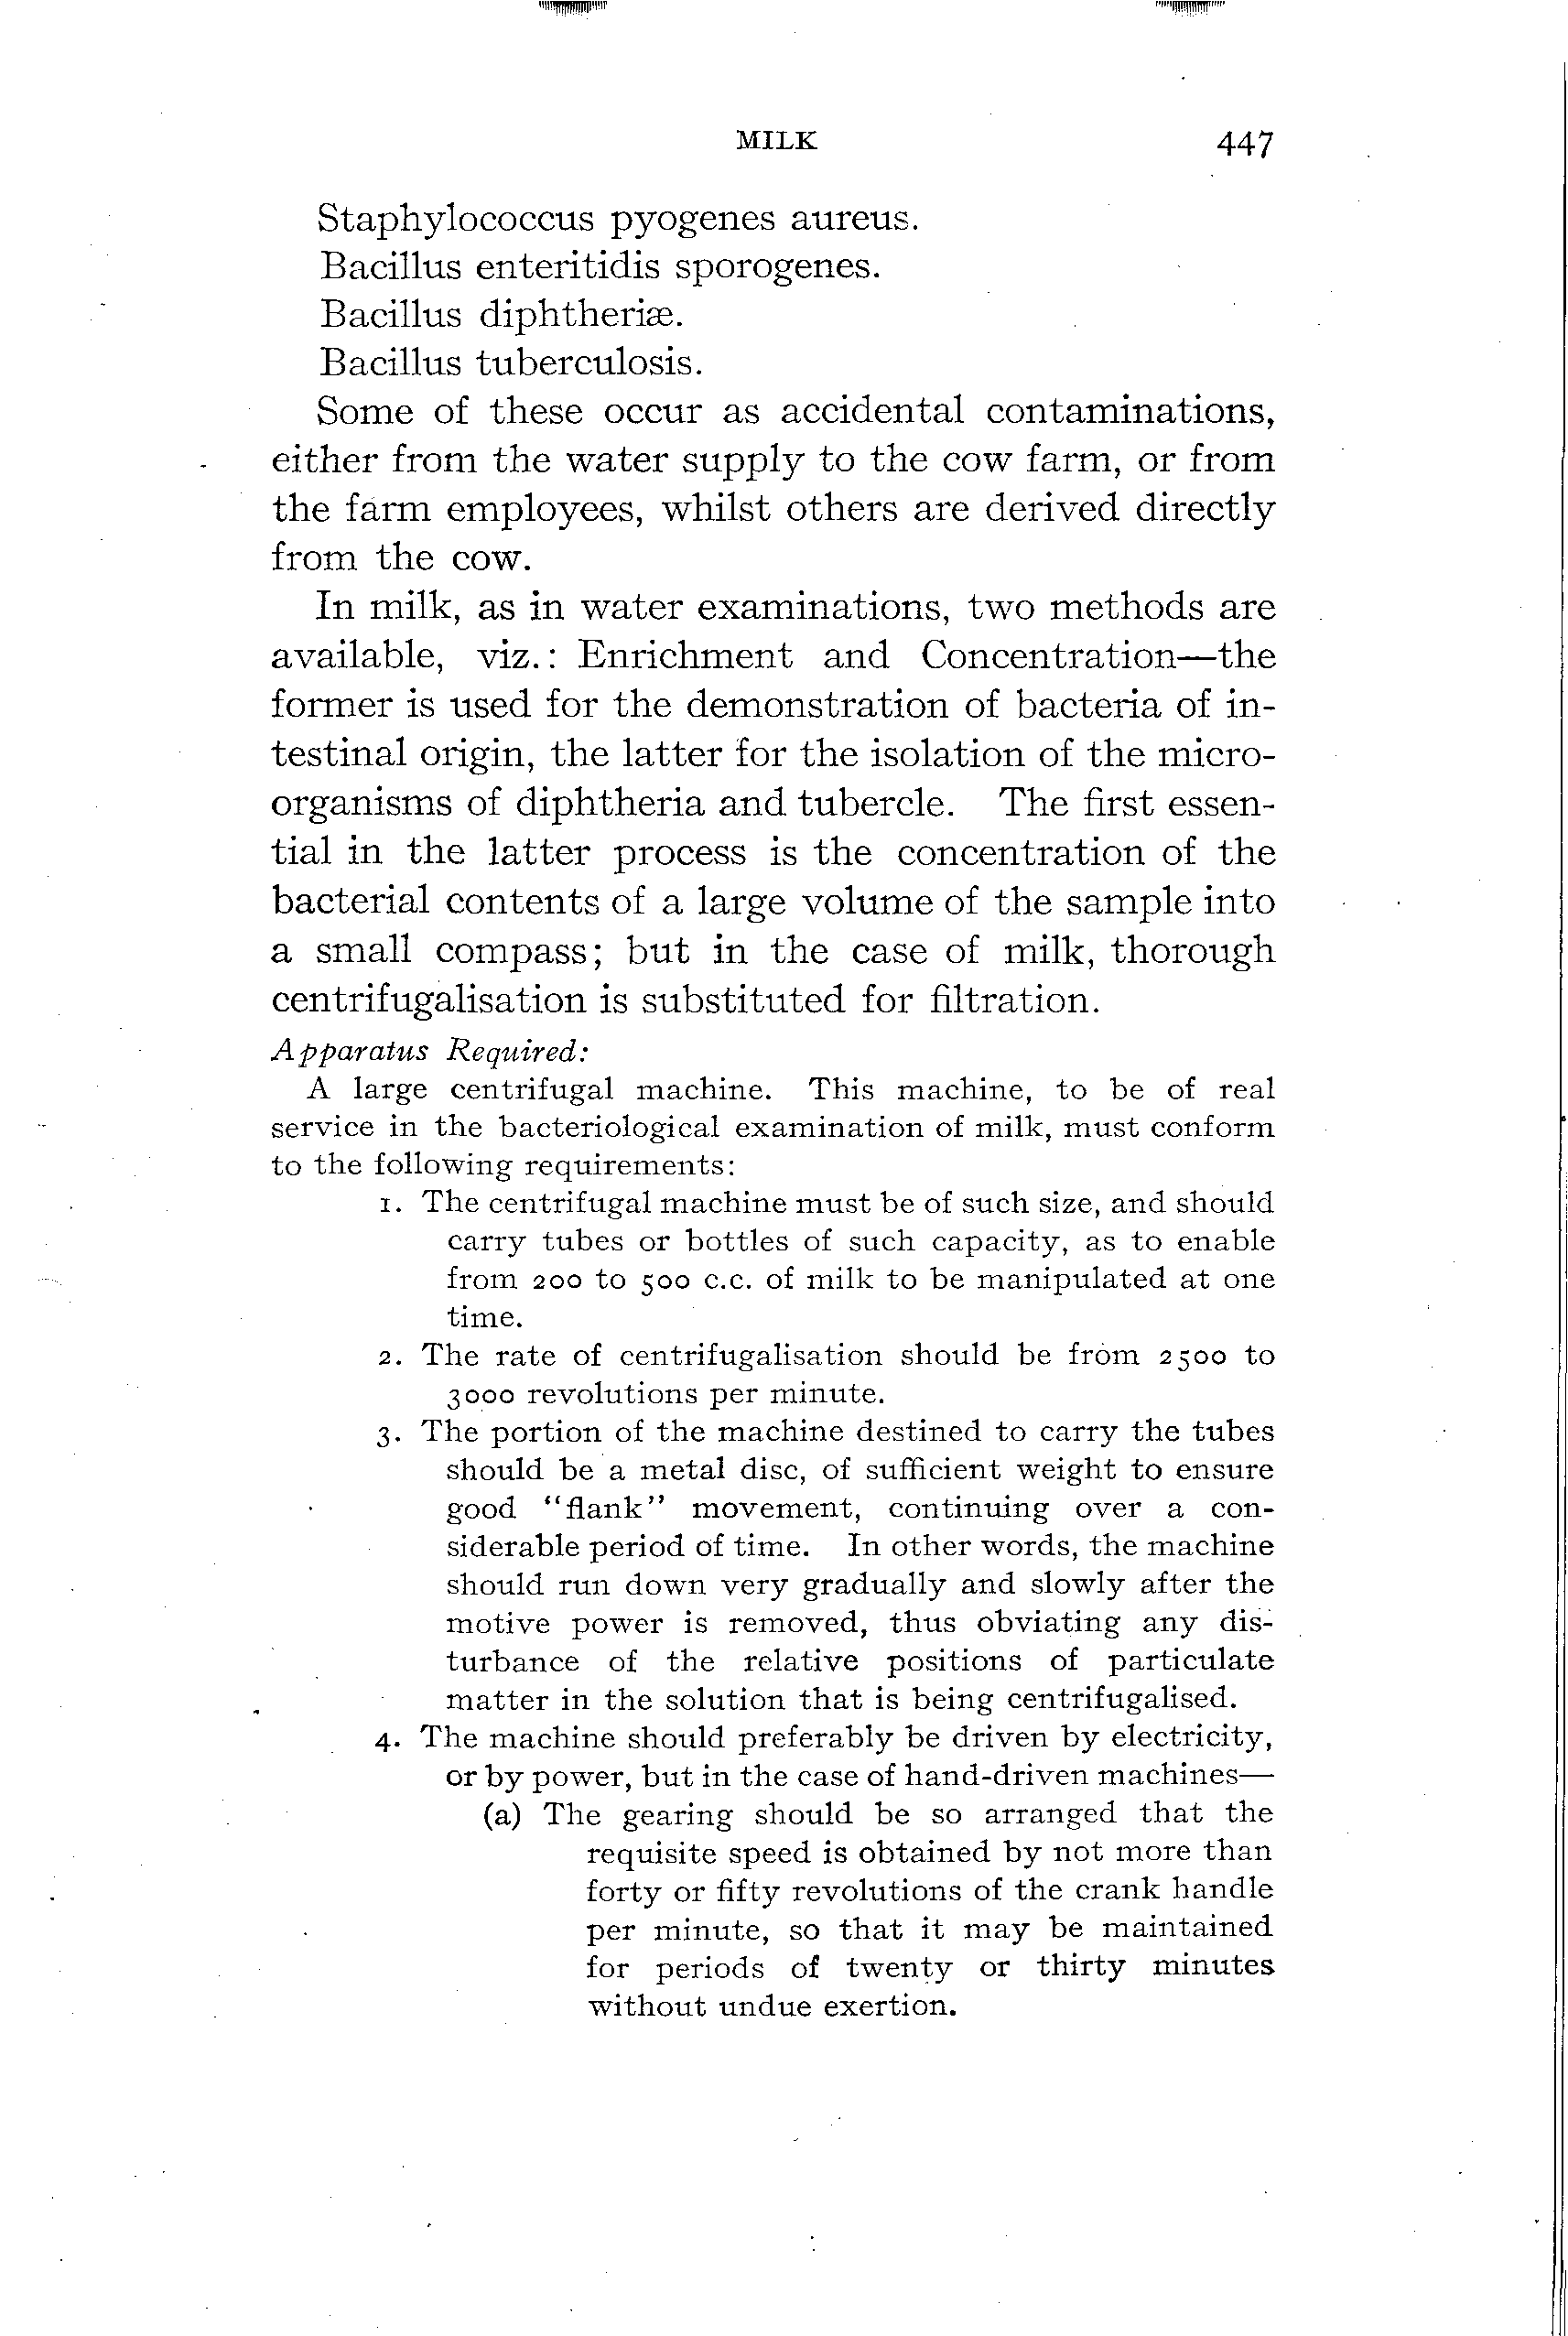 MILK 447
Staphylococcus pyogenes aureus.
Bacillus enteritidis sporogenes.
Bacillus diphtheriæ.
Bacillus tuberculosis.
Some of these occur as accidental contaminations,
either from the water supply to the cow farm, or from
the farm employees, whilst others are derived directly
from the cow.
In milk, as in water examinations, two methods are
available, viz.: Enrichment and Concentration—the
former is used for the demonstration of bacteria of in-
testinal origin, the latter for the isolation of the micro-
organisms of diphtheria and tubercle. The first essen-
tial in the latter process is the concentration of the
bacterial contents of a large volume of the sample into
a small compass; but in the case of milk, thorough
centrifugalisation is substituted for filtration.
Apparatus Required:
A large centrifugal machine. This machine, to be of real
service in the bacteriological examination of milk, must conform
to the following requirements:
1. The centrifugal machine must be of such size, and should
carry tubes or bottles of such capacity, as to enable
from 200 to 500 c.c. of milk to be manipulated at one
time.
2. The rate of centrifugalisation should be from 2500 to
3000 revolutions per minute.
3. The portion of the machine destined to carry the tubes
should be a metal disc, of sufficient weight to ensure
good "flank" movement, continuing over a con-
siderable period of time. In other words, the machine
should run down very gradually and slowly after the
motive power is removed, thus obviating any dis-
turbance of the relative positions of particulate
matter in the solution that is being centrifugalised.
4. The machine should preferably be driven by electricity,
or by power, but in the case of hand-driven machines—
(a) The gearing should be so arranged that the
requisite speed is obtained by not more than
forty or fifty revolutions of the crank handle
per minute, so that it may be maintained
for periods of twenty or thirty minutes
without undue exertion.